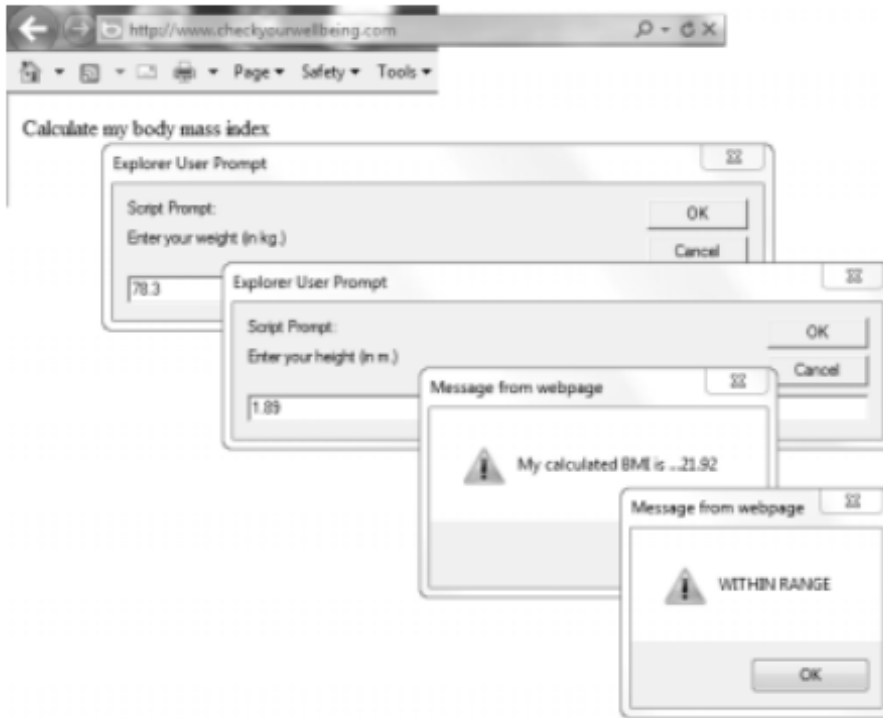 http://www.checkyourwellbeing.com
Page Safety Tools
Calculate my body mass index
Explorer User Prompt
Script Prompt:
OK
Enter your weight (in kg.)
Cancel
78.3
Explorer User Prompt
Script Prompt:
OK
Enter your height (in m.)
Cancel
1.89
Message from webpage
My calculated BMI is ...21.92
Message from webpage
WITHIN RANGE
OK